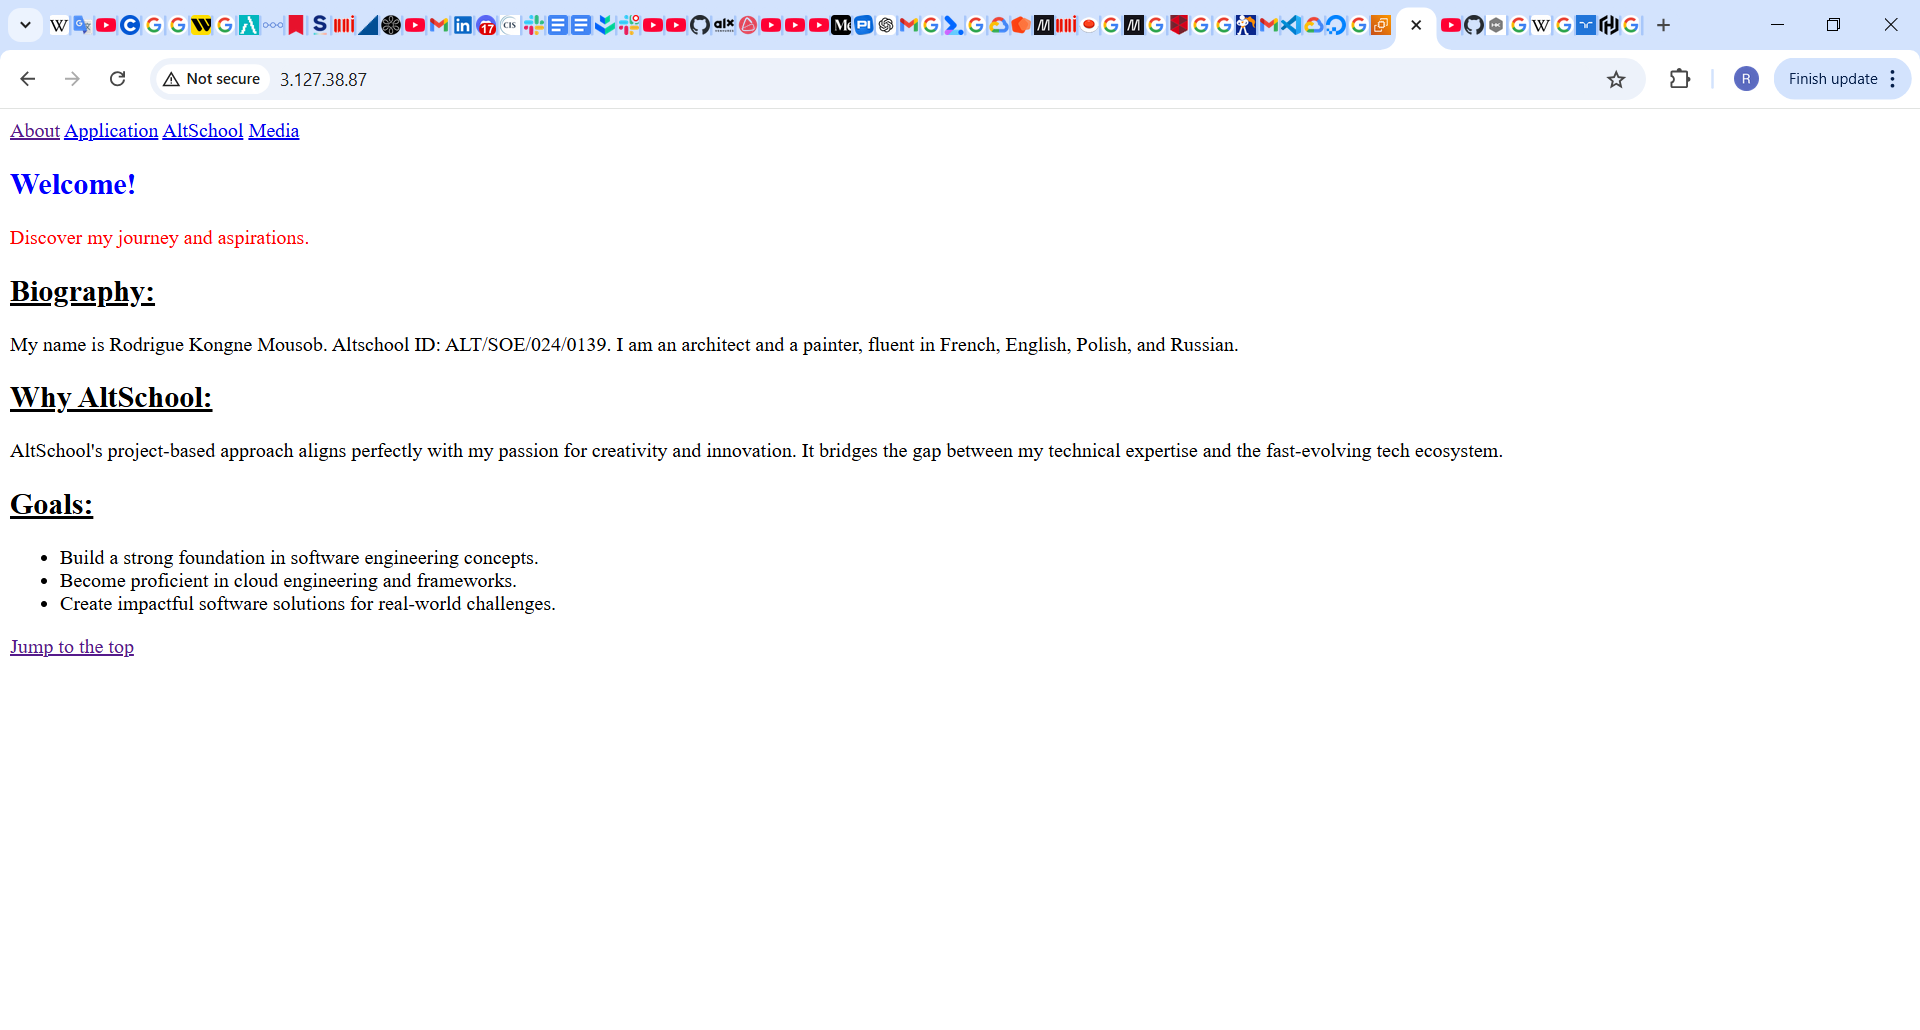 Not secure 3.127.38.87 R Finish update
About Application AltSchool Media
Welcome!
Discover my journey and aspirations.
Biography:
My name is Rodrigue Kongne Mousob. Altschool ID: ALT/SOE/024/0139. I am an architect and a painter, fluent in French, English, Polish, and Russian.
Why AltSchool:
AltSchool's project-based approach aligns perfectly with my passion for creativity and innovation. It bridges the gap between my technical expertise and the fast-evolving tech ecosystem.
Goals:
• Build a strong foundation in software engineering concepts.
• Become proficient in cloud engineering and frameworks.
• Create impactful software solutions for real-world challenges.
Jump to the top